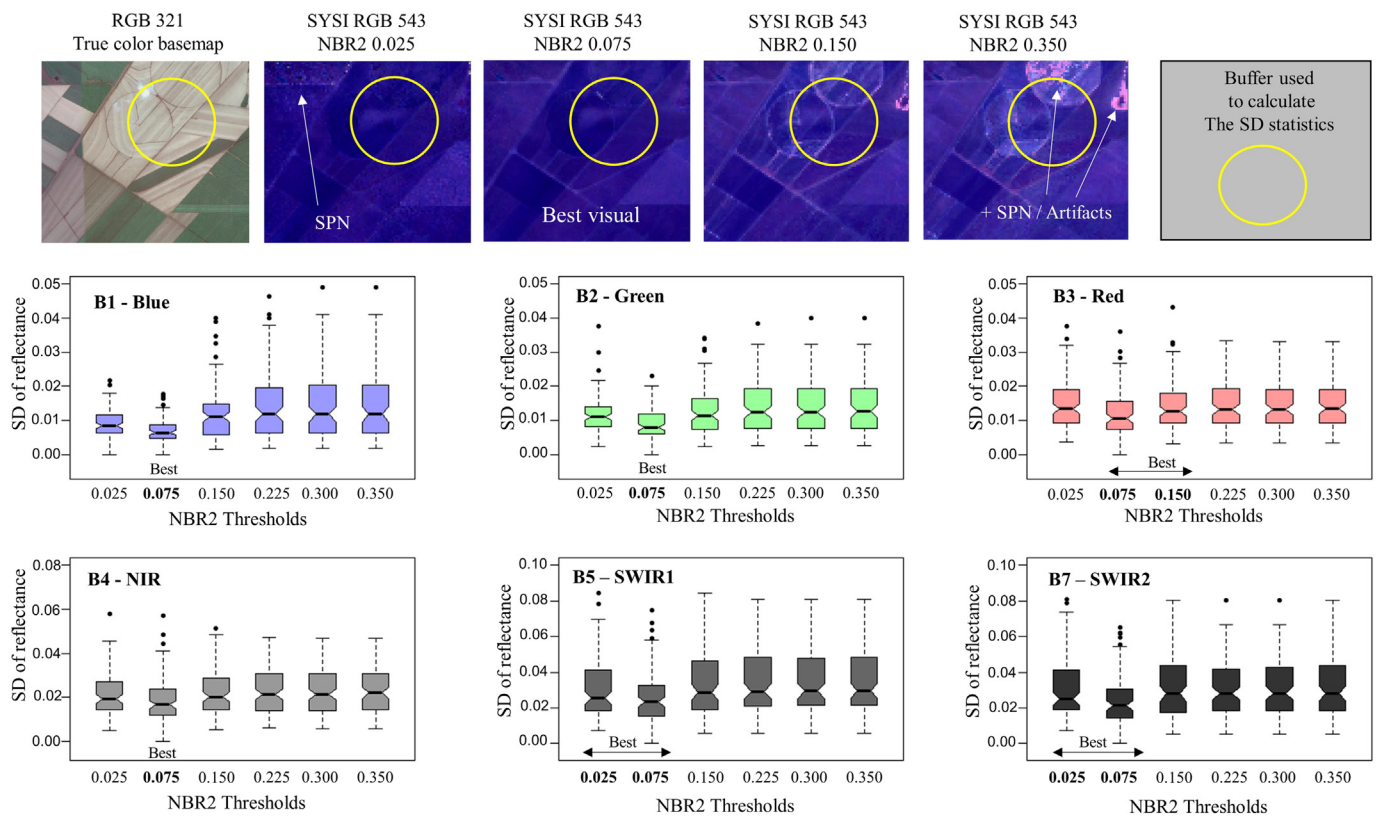 RGB 321
True color basemap
SYSI RGB 543
NBR2 0.025
SYSI RGB 543
NBR2 0.075
SYSI RGB 543
NBR2 0.150
SYSI RGB 543
NBR2 0.350
SPN
Best visual
+ SPN / Artifacts
Buffer used
to calculate
The SD statistics
B1 - Blue
SD of reflectance
0.05
0.04
0.03
0.02
0.01
0.00
Best
0.025 0.075 0.150 0.225 0.300 0.350
NBR2 Thresholds
B2 - Green
SD of reflectance
0.05
0.04
0.03
0.02
0.01
0.00
Best
0.025 0.075 0.150 0.225 0.300 0.350
NBR2 Thresholds
B3 - Red
SD of reflectance
0.05
0.04
0.03
0.02
0.01
0.00
Best
0.025 0.075 0.150 0.225 0.300 0.350
NBR2 Thresholds
B4 - NIR
SD of reflectance
0.08
0.06
0.04
0.02
0.00
Best
0.025 0.075 0.150 0.225 0.300 0.350
NBR2 Thresholds
B5 – SWIR1
SD of reflectance
0.10
0.08
0.06
0.04
0.02
0.00
Best
0.025 0.075 0.150 0.225 0.300 0.350
NBR2 Thresholds
B7 – SWIR2
SD of reflectance
0.10
0.08
0.06
0.04
0.02
0.00
Best
0.025 0.075 0.150 0.225 0.300 0.350
NBR2 Thresholds